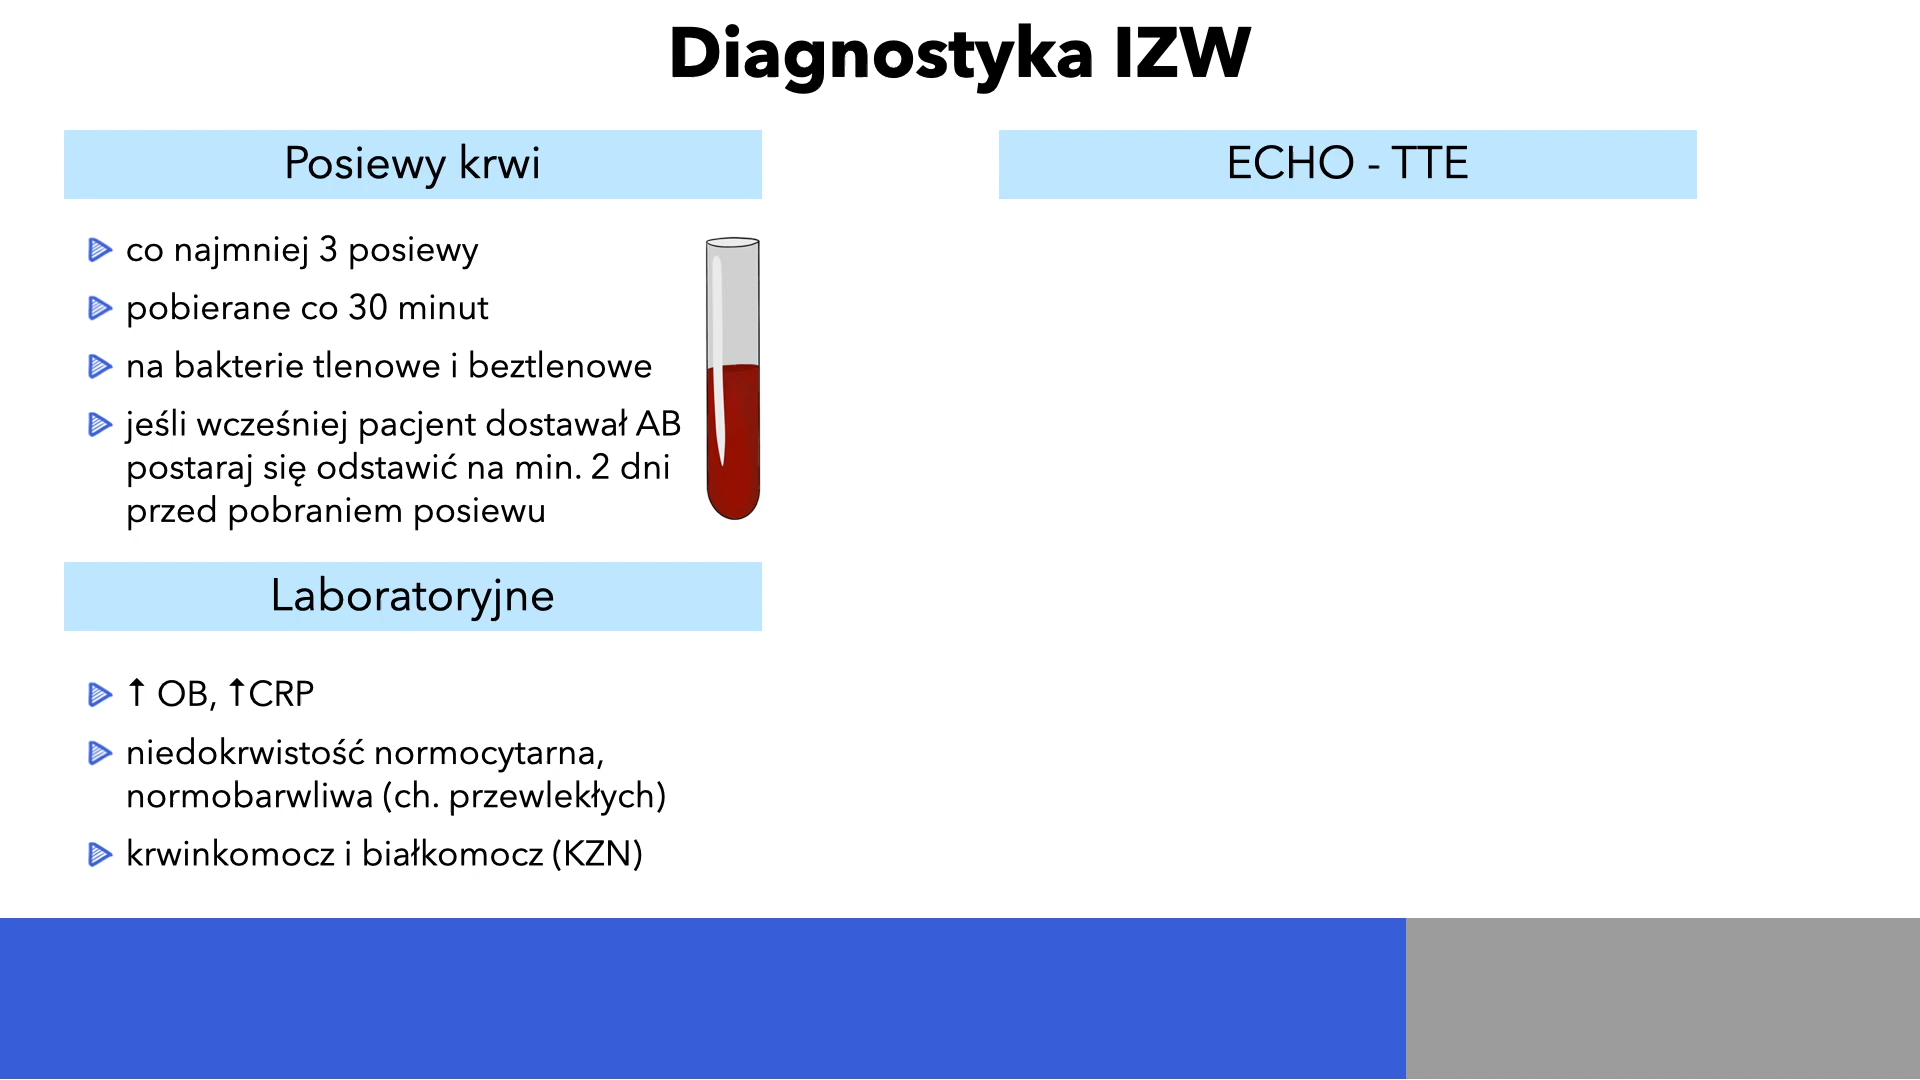 Diagnostyka IZW
Posiewy krwi
co najmniej 3 posiewy
pobierane co 30 minut
na bakterie tlenowe i beztlenowe
jeśli wcześniej pacjent dostawał AB
postaraj się odstawić na min. 2 dni
przed pobraniem posiewu
Laboratoryjne
↑ OB, ↑CRP
niedokrwistość normocytarna,
normobarwliwa (ch. przewlekłych)
krwinkomocz i białkomocz (KZN)
ECHO - TTE